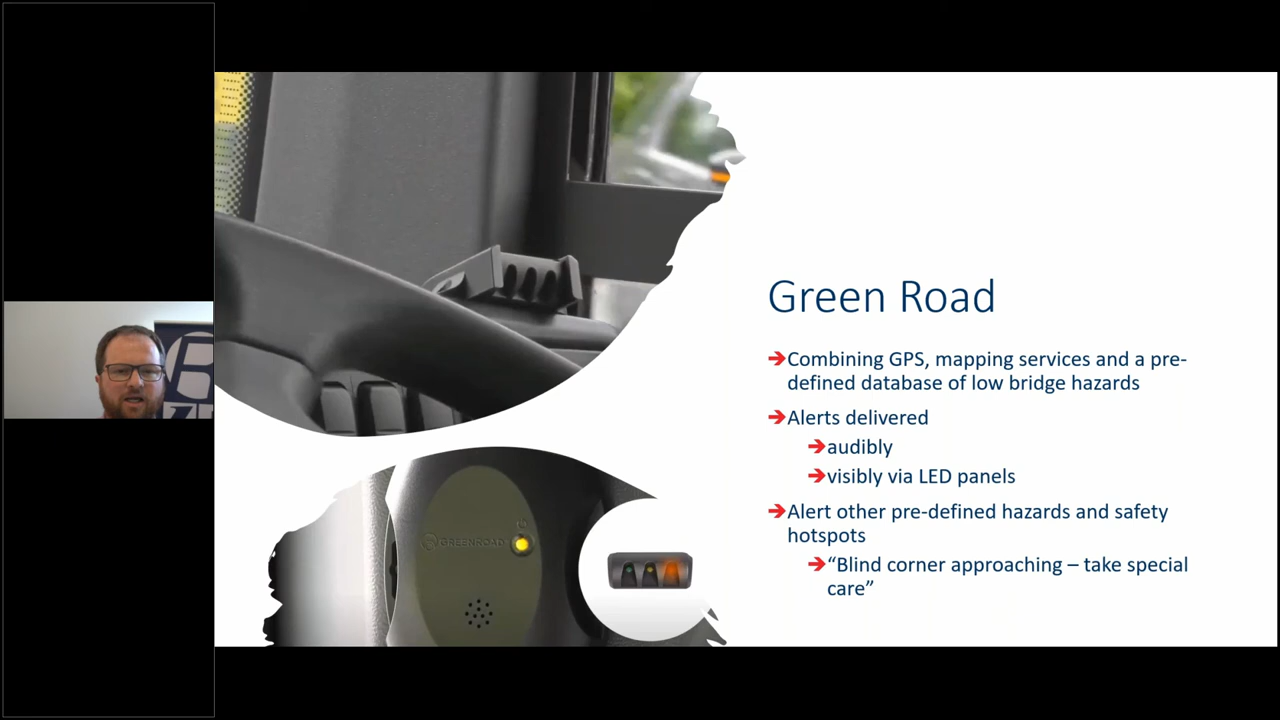 Green Road
➔Combining GPS, mapping services and a pre-
defined database of low bridge hazards
➔Alerts delivered
➔audibly
➔visibly via LED panels
➔Alert other pre-defined hazards and safety
hotspots
➔“Blind corner approaching – take special
care”
GREENROAD